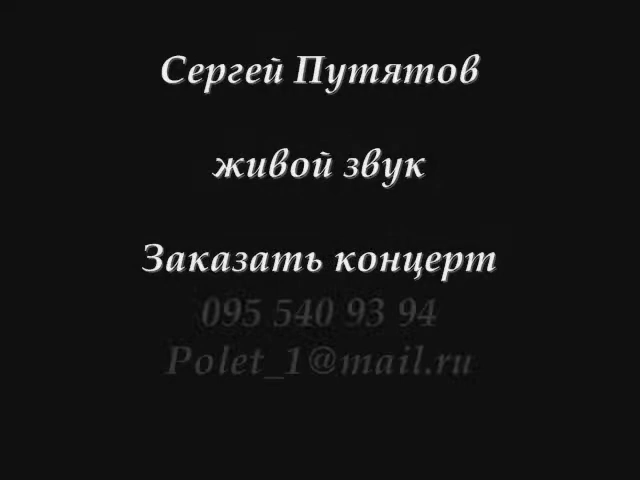 Сергей Путятов
живой звук
Заказать концерт
095 540 93 94
Polet_1@mail.ru